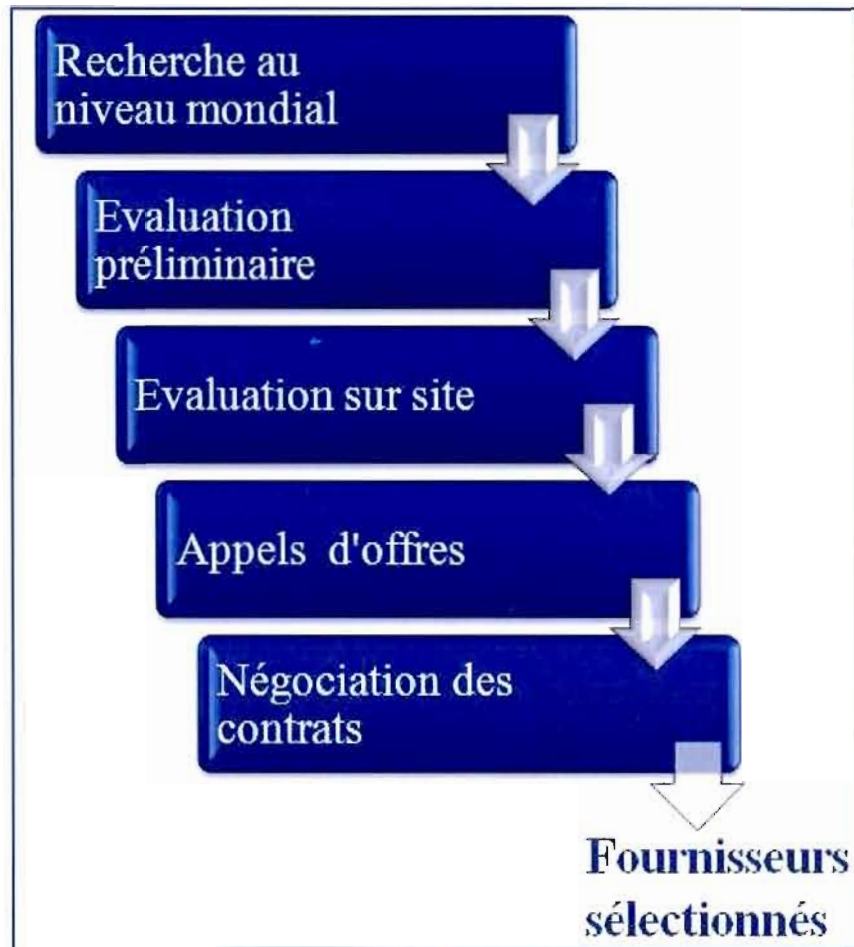 Recherche au
niveau mondial
Evaluation
préliminaire
Evaluation sur site
Appels d'offres
Négociation des
contrats
Fournisseurs
sélectionnés